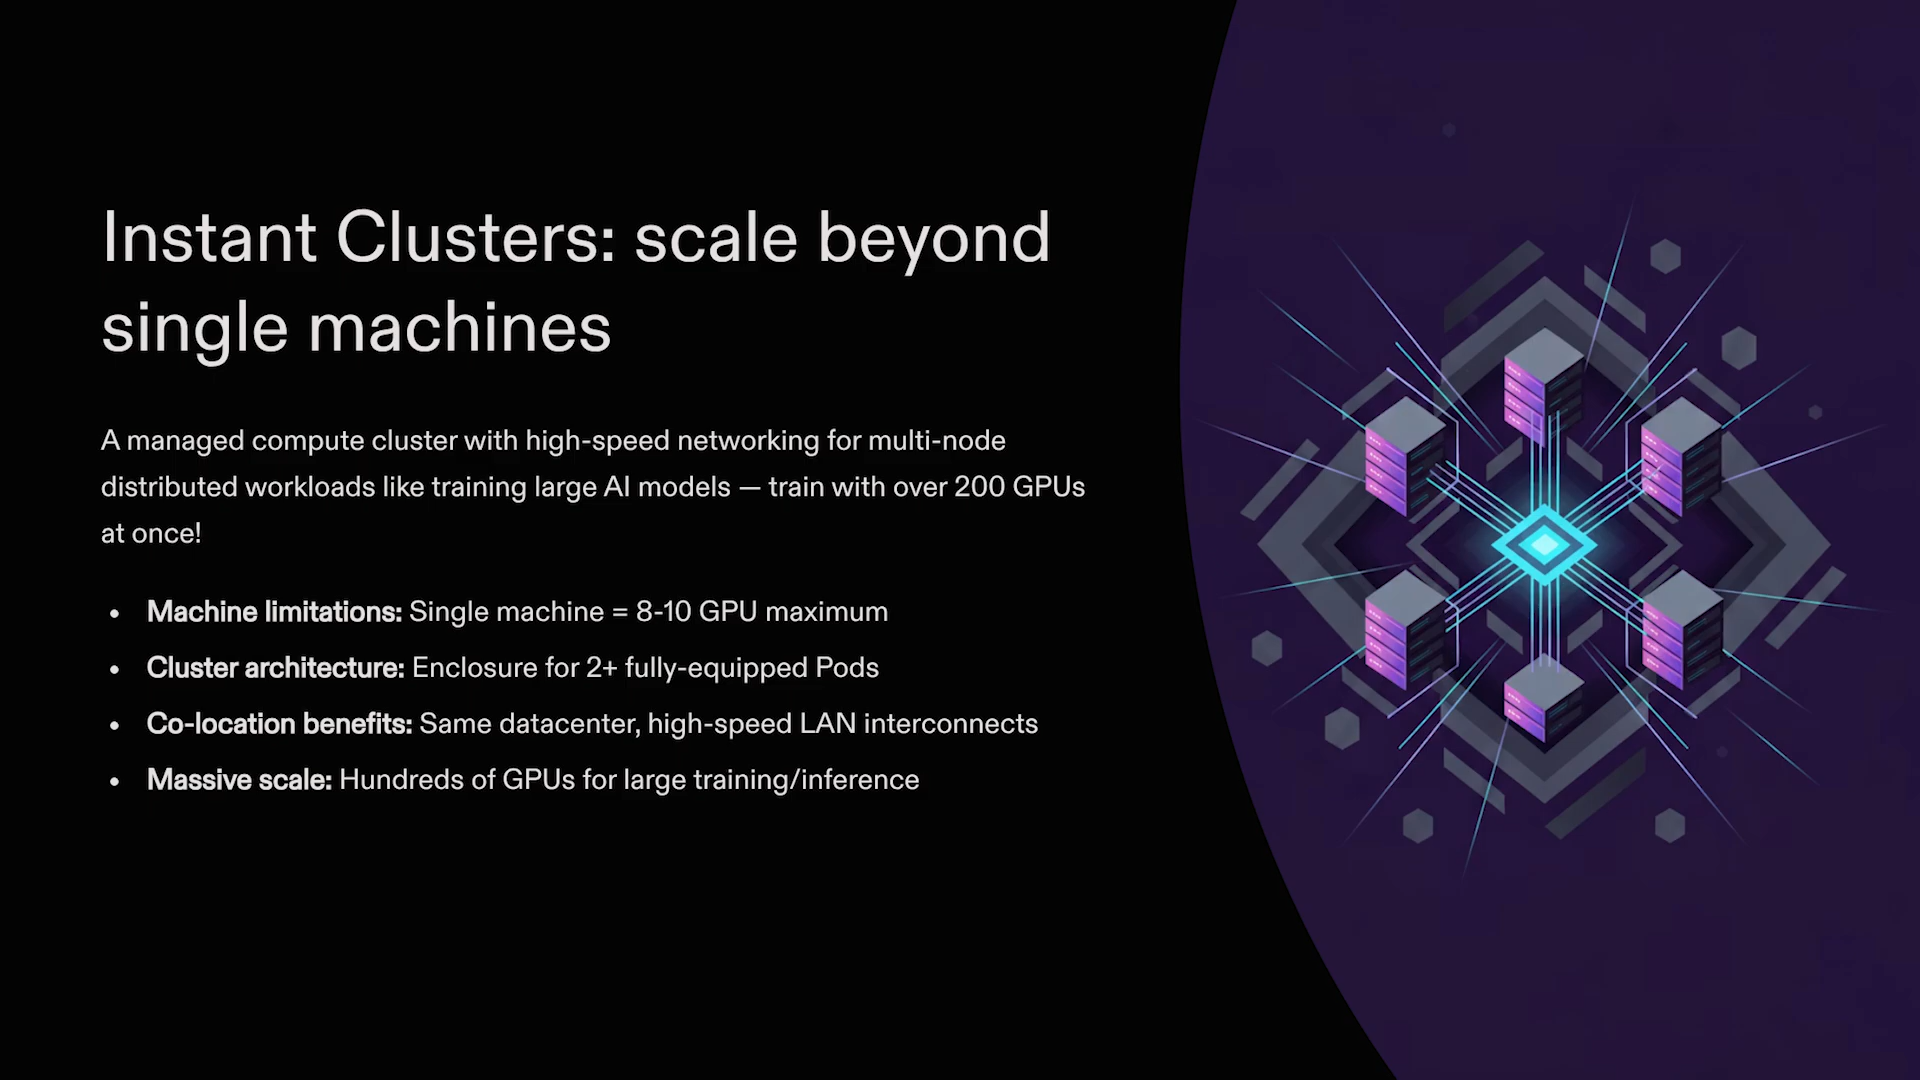 Instant Clusters: scale beyond
single machines
A managed compute cluster with high-speed networking for multi-node
distributed workloads like training large AI models — train with over 200 GPUs
at once!
• Machine limitations: Single machine = 8-10 GPU maximum
• Cluster architecture: Enclosure for 2+ fully-equipped Pods
• Co-location benefits: Same datacenter, high-speed LAN interconnects
• Massive scale: Hundreds of GPUs for large training/inference